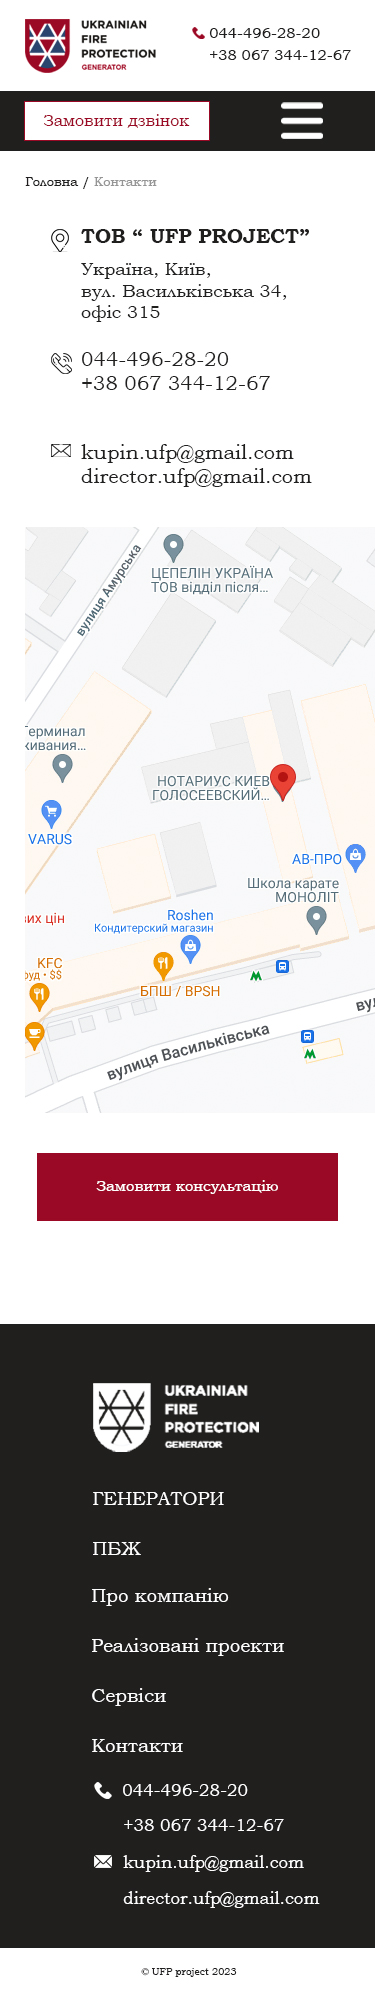 UKRAINIAN
FIRE
PROTECTION
GENERATOR
044-496-28-20
+38 067 344-12-67
Замовити дзвінок
Головна / Контакти
ТОВ “ UFP PROJECT”
Україна, Київ,
вул. Васильківська 34,
офіс 315
044-496-28-20
+38 067 344-12-67
kupin.ufp@gmail.com
director.ufp@gmail.com
вулиця Амурська
ЦЕПЕЛІН УКРАЇНА
ТОВ відділ після...
Терминал
живания...
НОТАРИУС КИЕВ
ГОЛОСЕЕВСКИЙ...
VARUS
АВ-ПРО
Школа карате
МОНОЛІТ
Roshen
Кондитерский магазин
вих цін
KFC
фуд • $$
БПШ / BPSH
вул
вулиця Васильківська
Замовити консультацію
UKRAINIAN
FIRE
PROTECTION
GENERATOR
ГЕНЕРАТОРИ
ПБЖ
Про компанію
Реалізовані проекти
Сервіси
Контакти
044-496-28-20
+38 067 344-12-67
kupin.ufp@gmail.com
director.ufp@gmail.com
© UFP project 2023